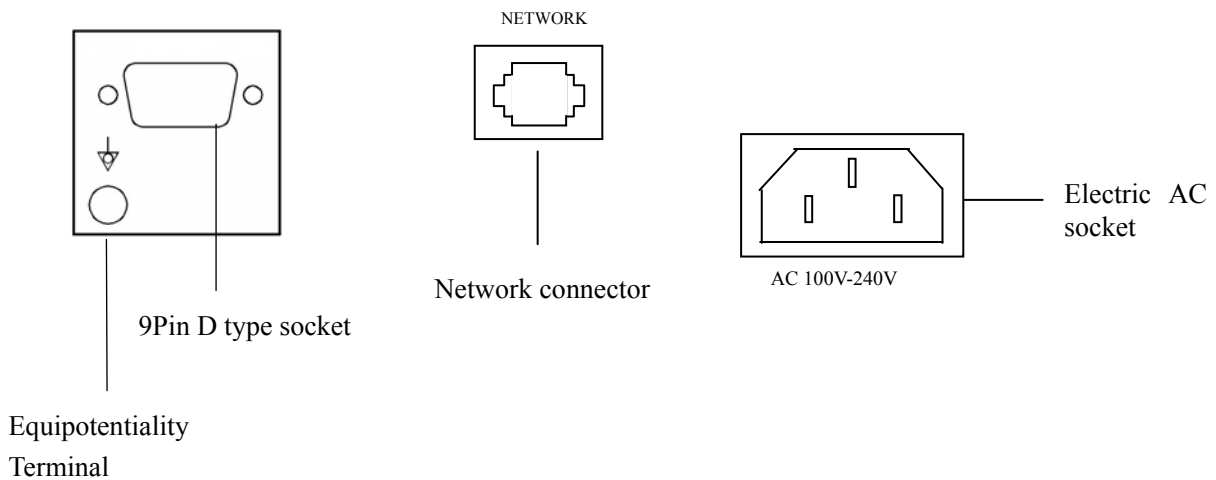 NETWORK
Electric AC
socket
AC 100V-240V
Network connector
9Pin D type socket
Equipotentiality
Terminal